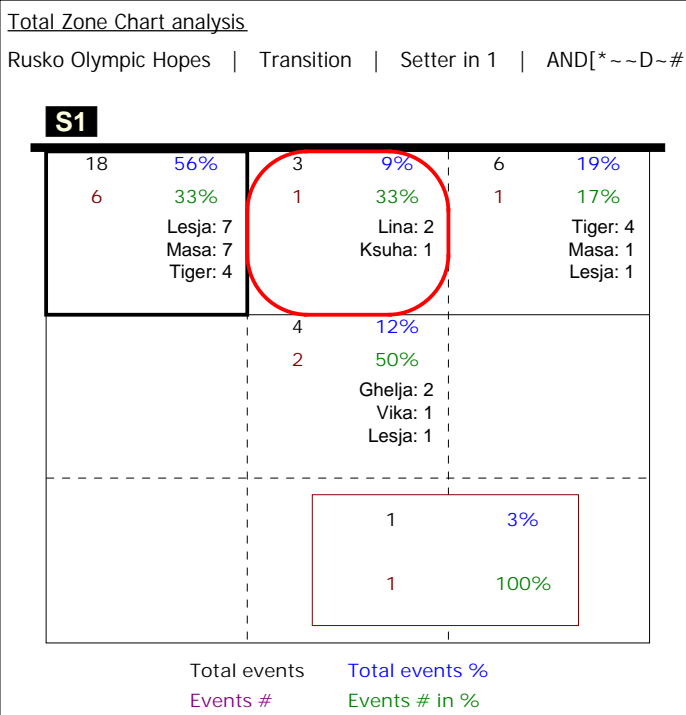 Total Zone Chart analysis
Rusko Olympic Hopes | Transition | Setter in 1 | AND[*~~D~#
S1
18 56% 3 9% 6 19%
6 33% 1 33% 1 17%
Lesja: 7 Lina: 2 Tiger: 4
Masa: 7 Ksuha: 1 Masa: 1
Tiger: 4 Lesja: 1
4 12%
2 50%
Ghelja: 2
Vika: 1
Lesja: 1
1 3%
1 100%
Total events Total events %
Events # Events # in %